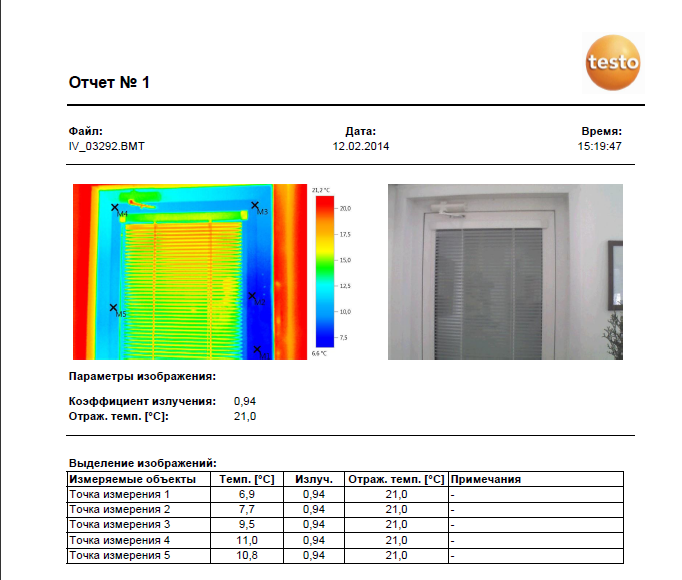 testo
Отчет № 1
Файл: Дата: Время:
IV_03292.BMT 12.02.2014 15:19:47
21,2 °C
20,0
17,5
15,0
12,5
10,0
7,5
6,6 °C
M4
M3
M2
M5
Параметры изображения:
Коэффициент излучения: 0,94
Отраж. темп. [°C]: 21,0
Выделение изображений:
Измеряемые объекты Темп. [°C] Излуч. Отраж. темп. [°C] Примечания
Точка измерения 1 6,9 0,94 21,0 -
Точка измерения 2 7,7 0,94 21,0 -
Точка измерения 3 9,5 0,94 21,0 -
Точка измерения 4 11,0 0,94 21,0 -
Точка измерения 5 10,8 0,94 21,0 -